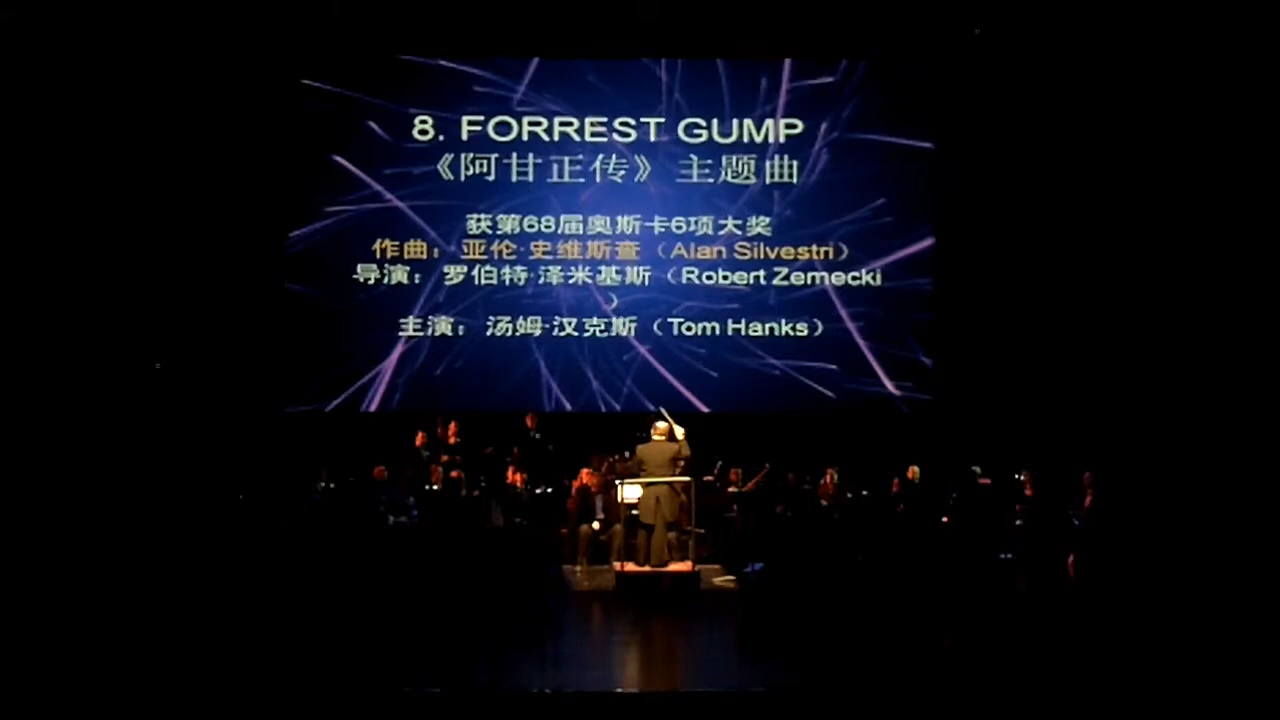 8. FORREST GUMP
《阿甘正传》主题曲
获第68届奥斯卡6项大奖
作曲：亚伦·史维斯查（Alan Silvestri）
导演：罗伯特·泽米基斯（Robert Zemecki
）
主演：汤姆·汉克斯（Tom Hanks）